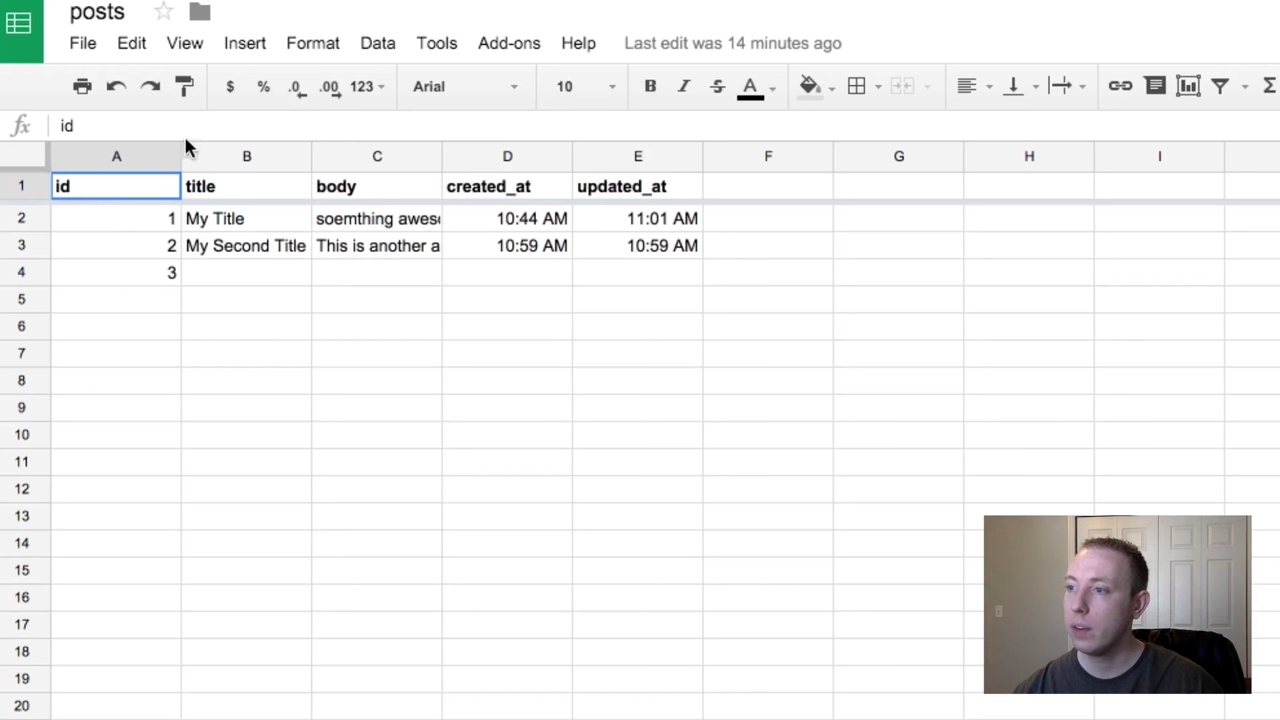 posts
File Edit View Insert Format Data Tools Add-ons Help Last edit was 14 minutes ago
$ % .0 .00 123 Arial 10 B I S A Σ
fx id
A B C D E F G H I
1 id title body created_at updated_at
2 1 My Title soemthing aweso 10:44 AM 11:01 AM
3 2 My Second Title This is another a 10:59 AM 10:59 AM
4 3
5
6
7
8
9
10
11
12
13
14
15
16
17
18
19
20